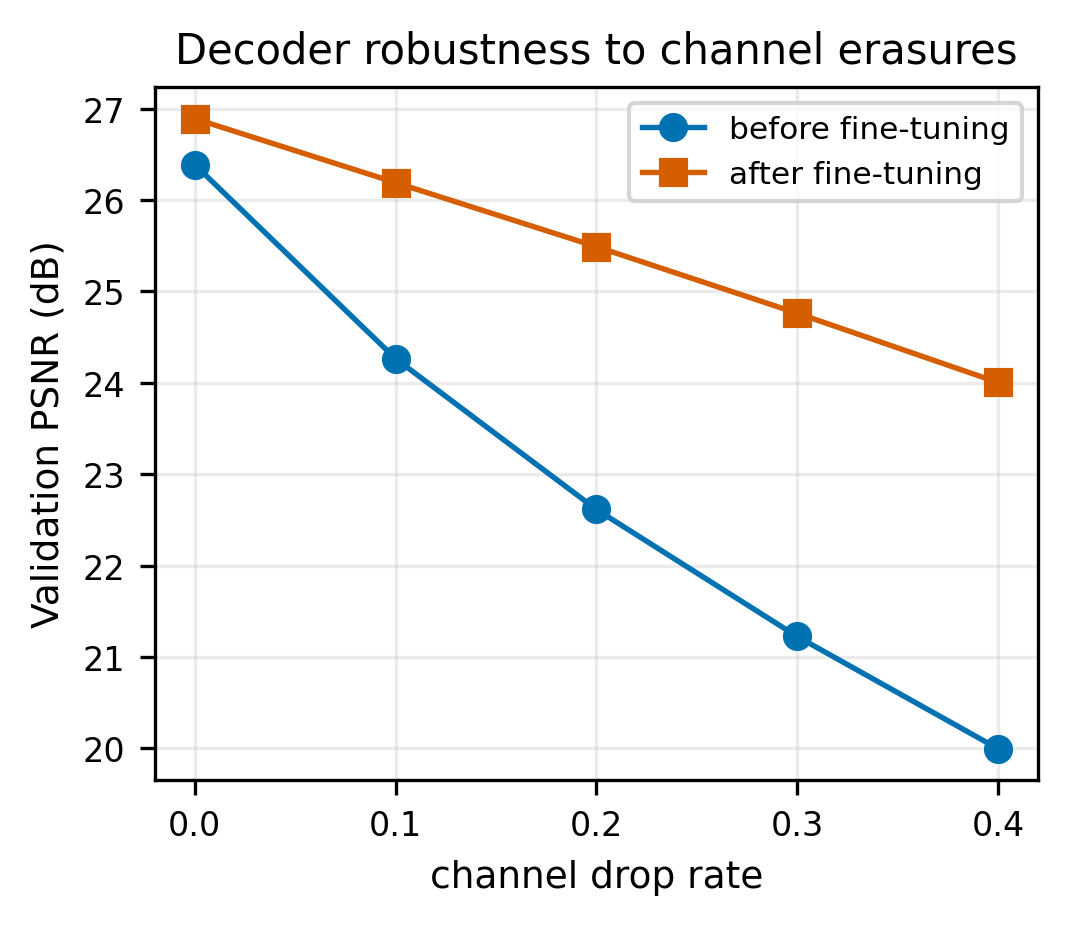 Decoder robustness to channel erasures
before fine-tuning
after fine-tuning
Validation PSNR (dB)
27
26
25
24
23
22
21
20
0.0 0.1 0.2 0.3 0.4
channel drop rate